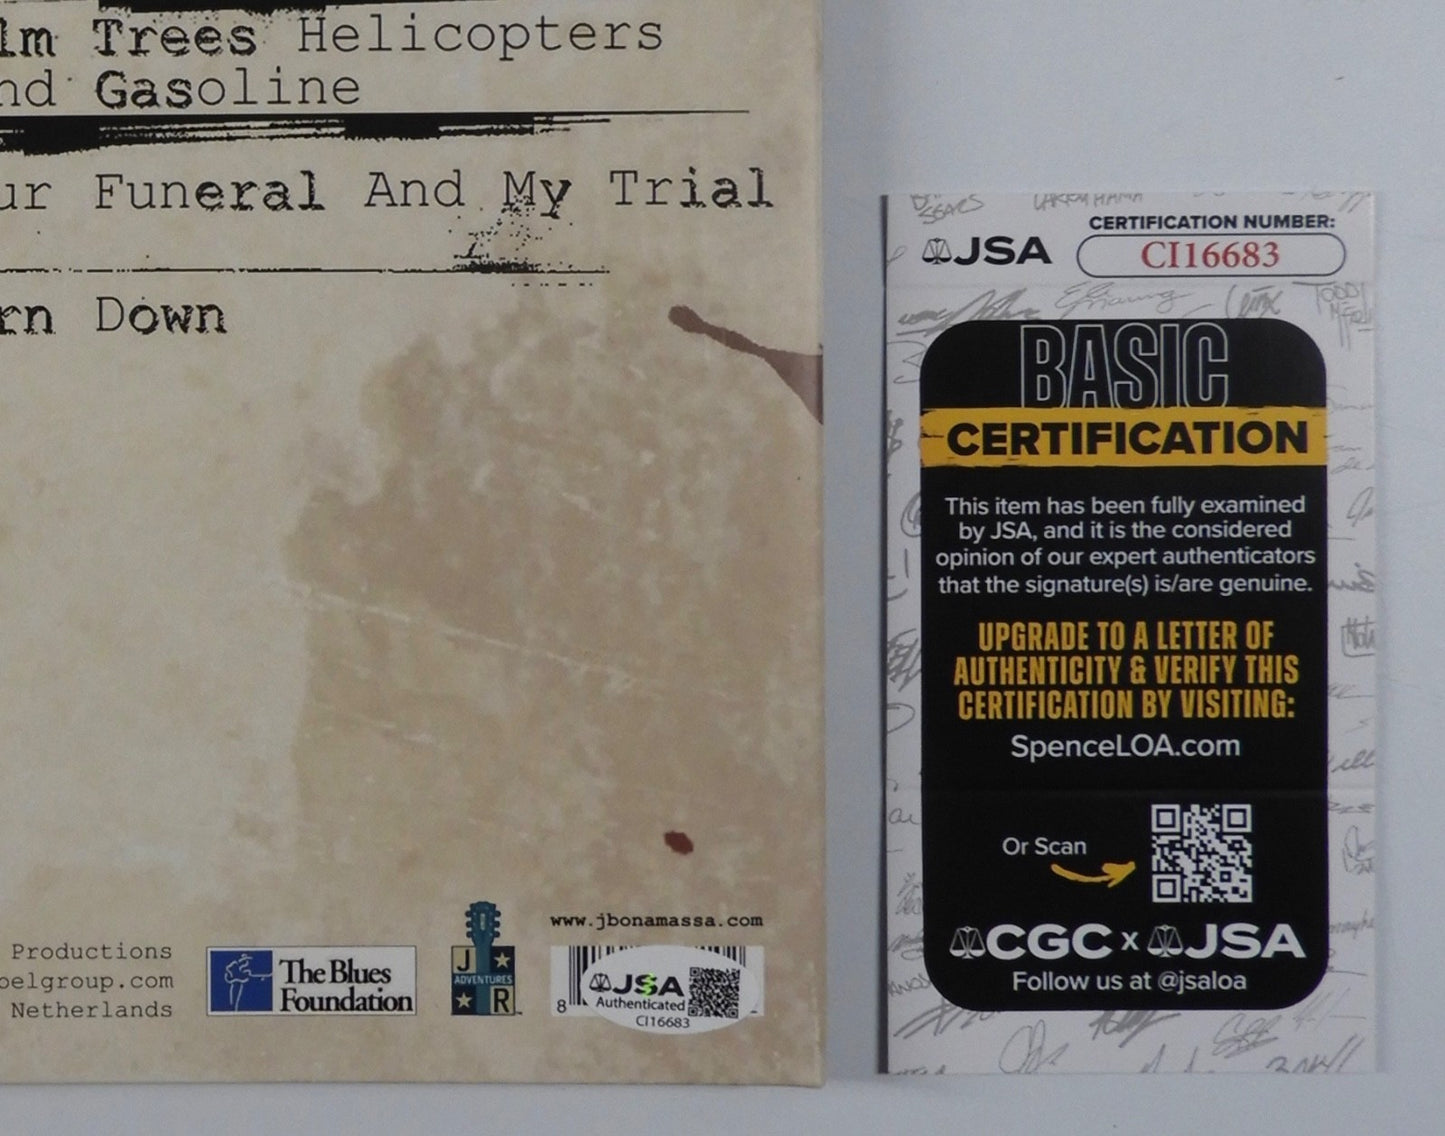 lm Trees Helicopters
nd Gasoline
ur Funeral And My Trial
rn Down
Productions
oelgroup.com
Netherlands
The Blues
Foundation
J
ADVENTURES
R
www.jbonamassa.com
8
JSA
Authenticated
CI16683
CERTIFICATION NUMBER:
JSA
CI16683
BASIC
CERTIFICATION
This item has been fully examined
by JSA, and it is the considered
opinion of our expert authenticators
that the signature(s) is/are genuine.
UPGRADE TO A LETTER OF
AUTHENTICITY & VERIFY THIS
CERTIFICATION BY VISITING:
SpenceLOA.com
Or Scan
CGC x JSA
Follow us at @jsaloa